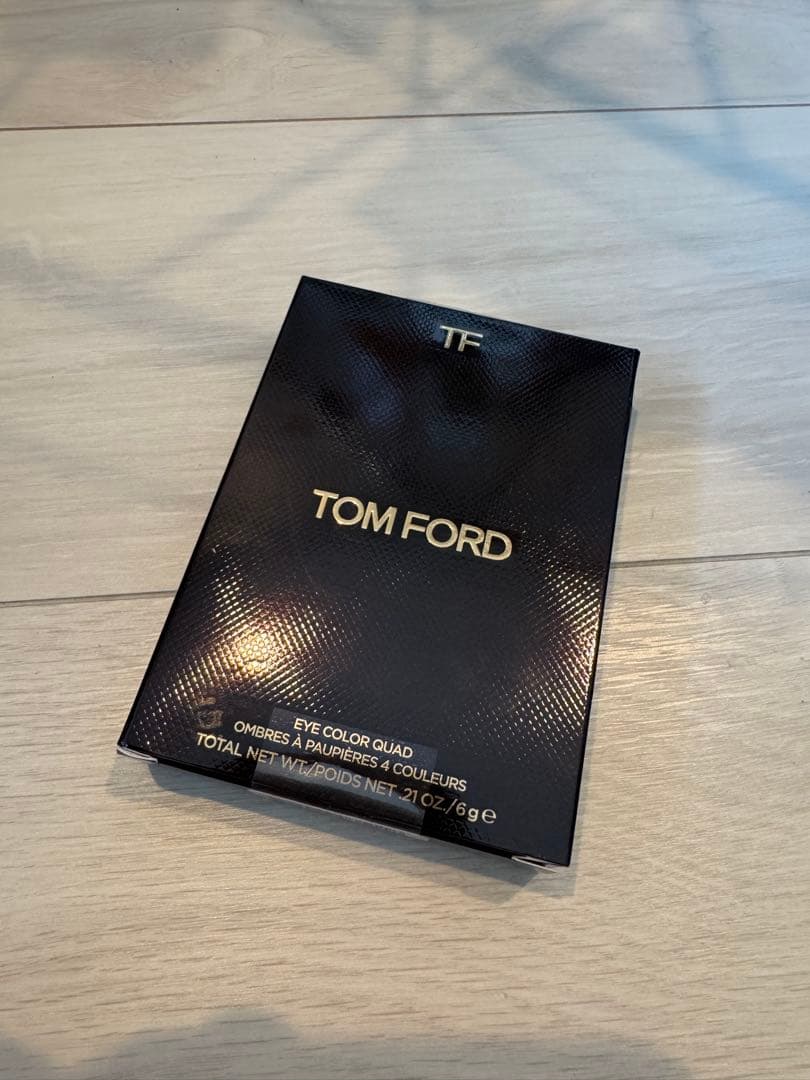 TF
TOM FORD
EYE COLOR QUAD
OMBRES À PAUPIÈRES 4 COULEURS
TOTAL NET WT./POIDS NET .21 OZ./6g℮